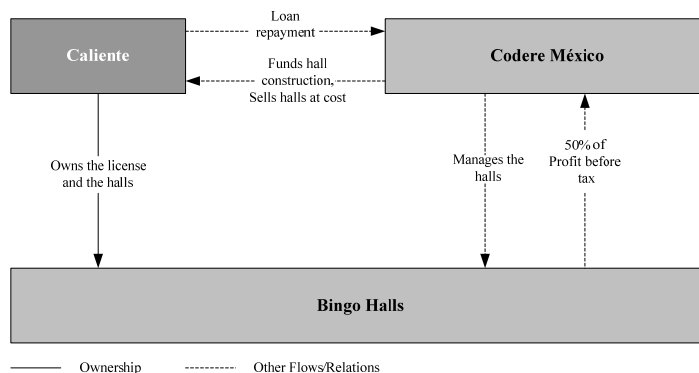 Loan
repayment
Caliente
Codere México
Funds hall
construction,
Sells halls at cost
Owns the license
and the halls
Manages the
halls
50% of
Profit before
tax
Bingo Halls
Ownership
Other Flows/Relations